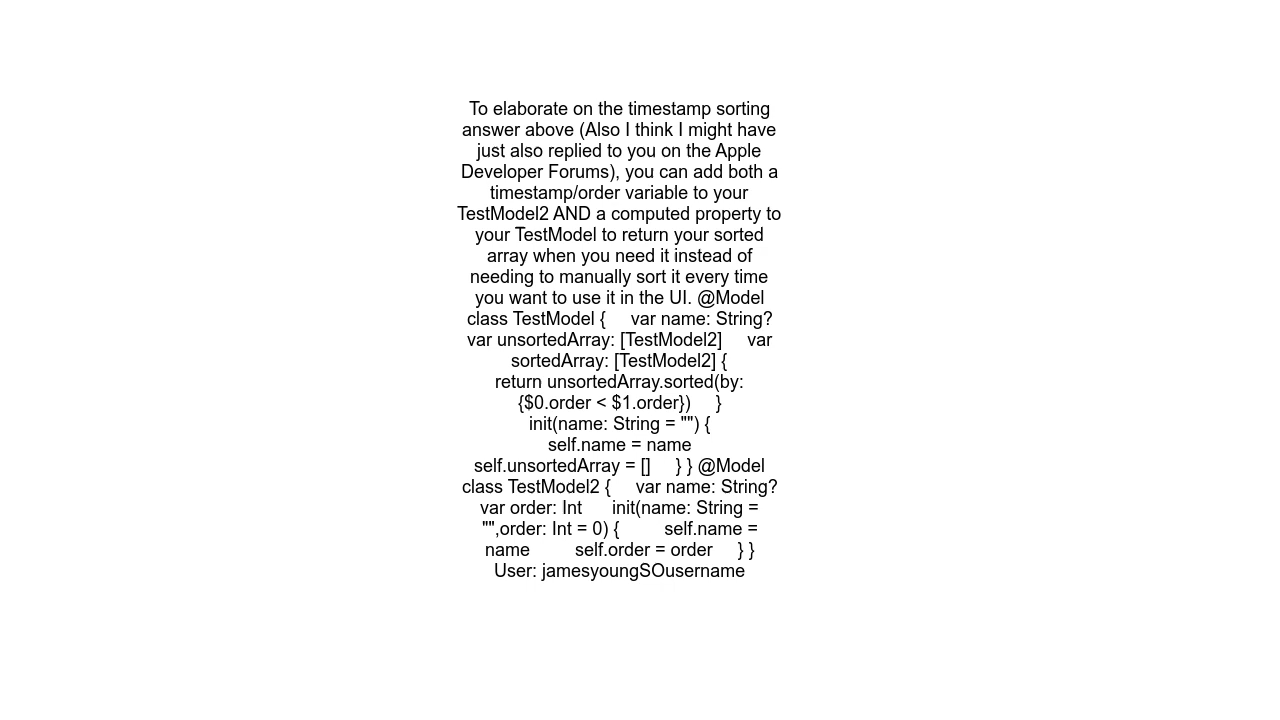 To elaborate on the timestamp sorting
answer above (Also I think I might have
just also replied to you on the Apple
Developer Forums), you can add both a
timestamp/order variable to your
TestModel2 AND a computed property to
your TestModel to return your sorted
array when you need it instead of
needing to manually sort it every time
you want to use it in the UI. @Model
class TestModel {     var name: String?
var unsortedArray: [TestModel2]     var
sortedArray: [TestModel2] {
return unsortedArray.sorted(by:
{$0.order < $1.order})     }
init(name: String = "") {
self.name = name
self.unsortedArray = []     } } @Model
class TestModel2 {     var name: String?
var order: Int      init(name: String =
"",order: Int = 0) {         self.name =
name         self.order = order     } }
User: jamesyoungSOusername